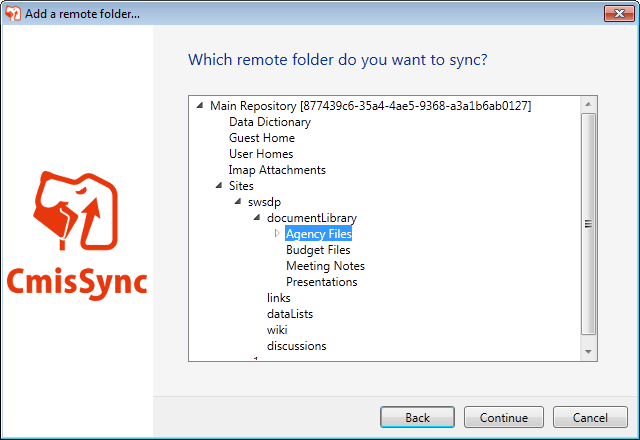 Add a remote folder...
Which remote folder do you want to sync?
Main Repository [877439c6-35a4-4ae5-9368-a3a1b6ab0127]
Data Dictionary
Guest Home
User Homes
Imap Attachments
Sites
swsdp
documentLibrary
Agency Files
Budget Files
Meeting Notes
Presentations
links
dataLists
wiki
discussions
CmisSync
Back
Continue
Cancel